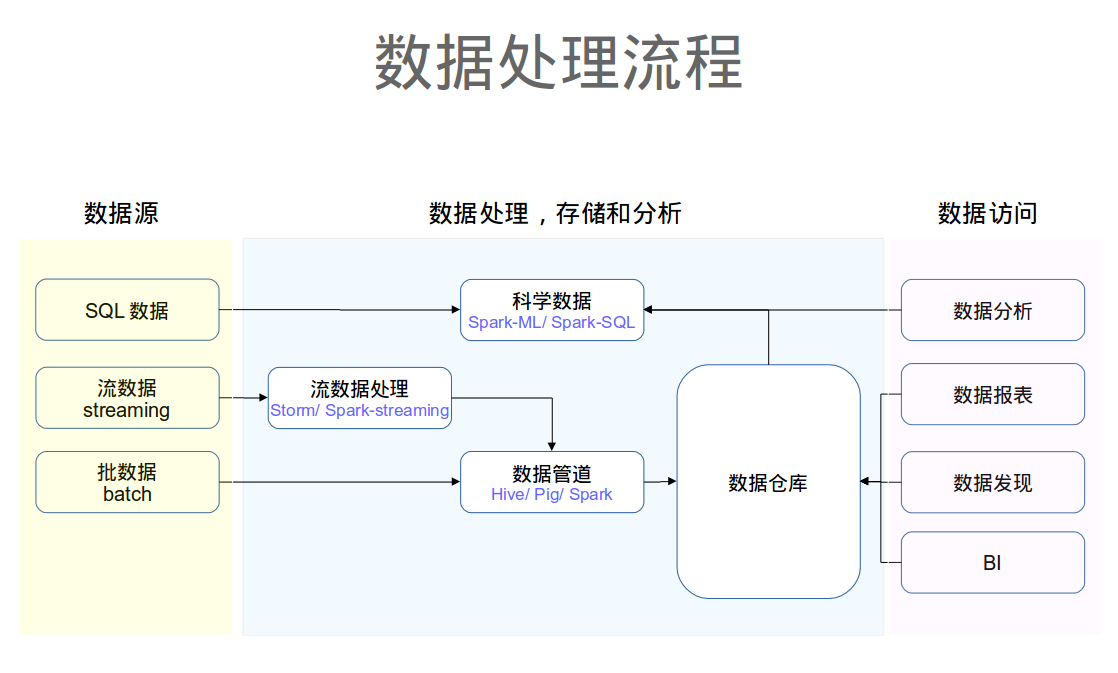 数据处理流程
数据源
数据处理，存储和分析
数据访问
SQL 数据
科学数据
Spark-ML/ Spark-SQL
数据分析
流数据
streaming
流数据处理
Storm/ Spark-streaming
数据报表
批数据
batch
数据管道
Hive/ Pig/ Spark
数据仓库
数据发现
BI